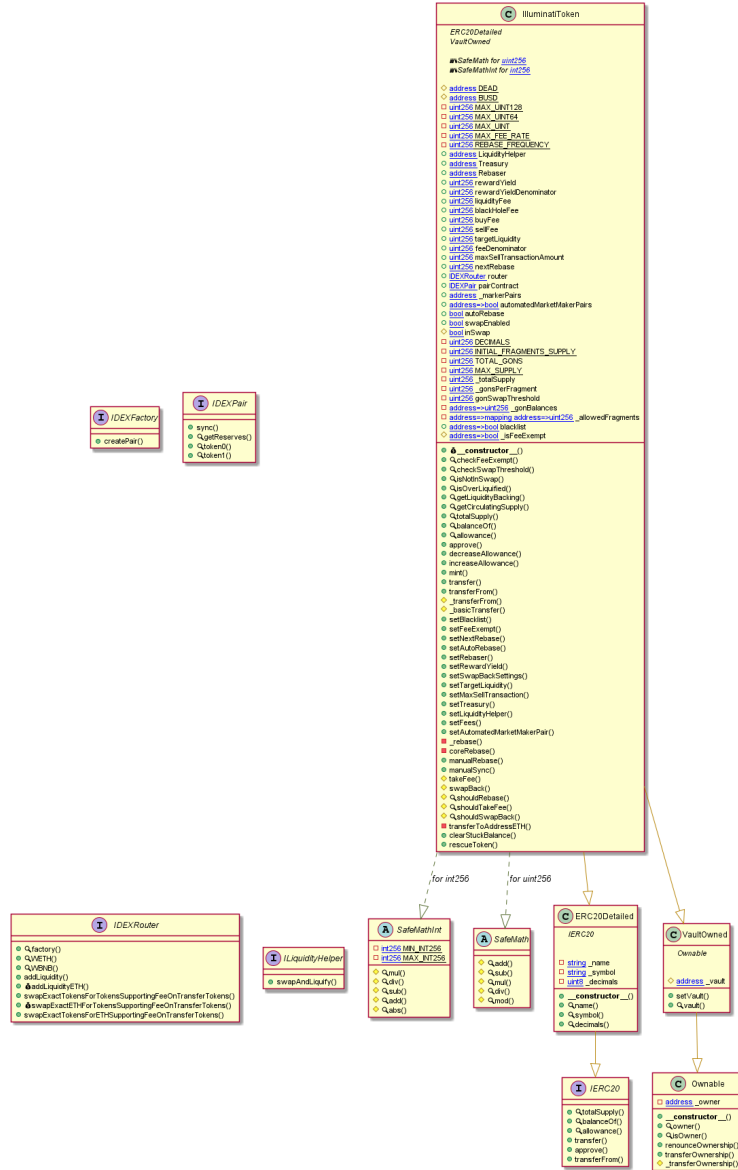 IlluminatiToken
ERC20Detailed
VaultOwned
SafeMath for uint256
SafeMathInt for int256
address DEAD
address BUSD
uint256 MAX_UINT128
uint256 MAX_UINT64
uint256 MAX_UINT
uint256 MAX_FEE_RATE
uint256 REBASE_FREQUENCY
address LiquidityHelper
address Treasury
address Rebaser
uint256 rewardYield
uint256 rewardYieldDenominator
uint256 liquidityFee
uint256 blackHoleFee
uint256 buyFee
uint256 sellFee
uint256 targetLiquidity
uint256 feeDenominator
uint256 maxSellTransactionAmount
uint256 nextRebase
IDEXRouter router
IDEXPair pairContract
address _markerPairs
address=>bool automatedMarketMakerPairs
bool autoRebase
bool swapEnabled
bool inSwap
uint256 DECIMALS
uint256 INITIAL_FRAGMENTS_SUPPLY
uint256 TOTAL_GONS
uint256 MAX_SUPPLY
uint256 _totalSupply
uint256 _gonsPerFragment
uint256 gonSwapThreshold
address=>uint256 _gonBalances
address=>mapping address=>uint256 _allowedFragments
address=>bool blacklist
address=>bool _isFeeExempt
__constructor__()
checkFeeExempt()
checkSwapThreshold()
isNotInSwap()
isOverLiquified()
getLiquidityBacking()
getCirculatingSupply()
totalSupply()
balanceOf()
allowance()
approve()
decreaseAllowance()
increaseAllowance()
mint()
transfer()
transferFrom()
_transferFrom()
_basicTransfer()
setBlacklist()
setFeeExempt()
setNextRebase()
setAutoRebase()
setRebaser()
setRewardYield()
setSwapBackSettings()
setTargetLiquidity()
setMaxSellTransaction()
setTreasury()
setLiquidityHelper()
setFees()
setAutomatedMarketMakerPair()
_rebase()
coreRebase()
manualRebase()
manualSync()
takeFee()
swapBack()
shouldRebase()
shouldTakeFee()
shouldSwapBack()
transferToAddressETH()
clearStuckBalance()
rescueToken()
IDEXFactory
createPair()
IDEXPair
sync()
getReserves()
token0()
token1()
for int256
for uint256
IDEXRouter
factory()
WETH()
WBNB()
addLiquidity()
addLiquidityETH()
swapExactTokensForTokensSupportingFeeOnTransferTokens()
swapExactETHForTokensSupportingFeeOnTransferTokens()
swapExactTokensForETHSupportingFeeOnTransferTokens()
ILiquidityHelper
swapAndLiquify()
SafeMathInt
int256 MIN_INT256
int256 MAX_INT256
mul()
div()
sub()
add()
abs()
SafeMath
add()
sub()
mul()
div()
mod()
ERC20Detailed
IERC20
string _name
string _symbol
uint8 _decimals
__constructor__()
name()
symbol()
decimals()
VaultOwned
Ownable
address _vault
setVault()
vault()
IERC20
totalSupply()
balanceOf()
allowance()
transfer()
approve()
transferFrom()
Ownable
address _owner
__constructor__()
owner()
isOwner()
renounceOwnership()
transferOwnership()
_transferOwnership()